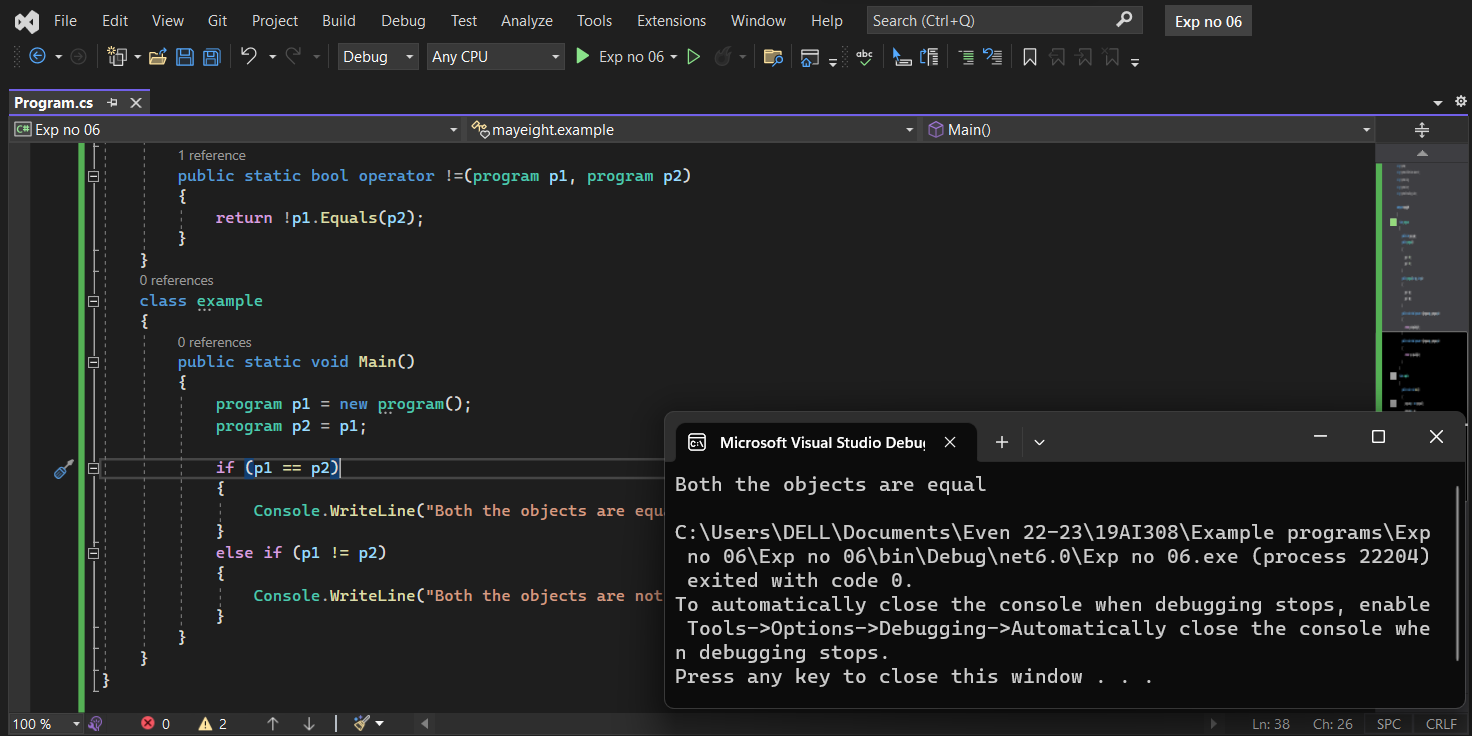 File Edit View Git Project Build Debug Test Analyze Tools Extensions Window Help Search (Ctrl+Q) Exp no 06
Debug Any CPU Exp no 06 abc
Program.cs
C# Exp no 06 mayeight.example Main()
1 reference
public static bool operator !=(program p1, program p2)
{
return !p1.Equals(p2);
}
}
0 references
class example
{
0 references
public static void Main()
{
program p1 = new program();
program p2 = p1;
if (p1 == p2)
{
Console.WriteLine("Both the objects are equ
}
else if (p1 != p2)
{
Console.WriteLine("Both the objects are not
}
}
}
}
C:\ Microsoft Visual Studio Debu
Both the objects are equal
C:\Users\DELL\Documents\Even 22-23\19AI308\Example programs\Exp
no 06\Exp no 06\bin\Debug\net6.0\Exp no 06.exe (process 22204)
exited with code 0.
To automatically close the console when debugging stops, enable
Tools->Options->Debugging->Automatically close the console whe
n debugging stops.
Press any key to close this window . . .
100 % 0 2 Ln: 38 Ch: 26 SPC CRLF